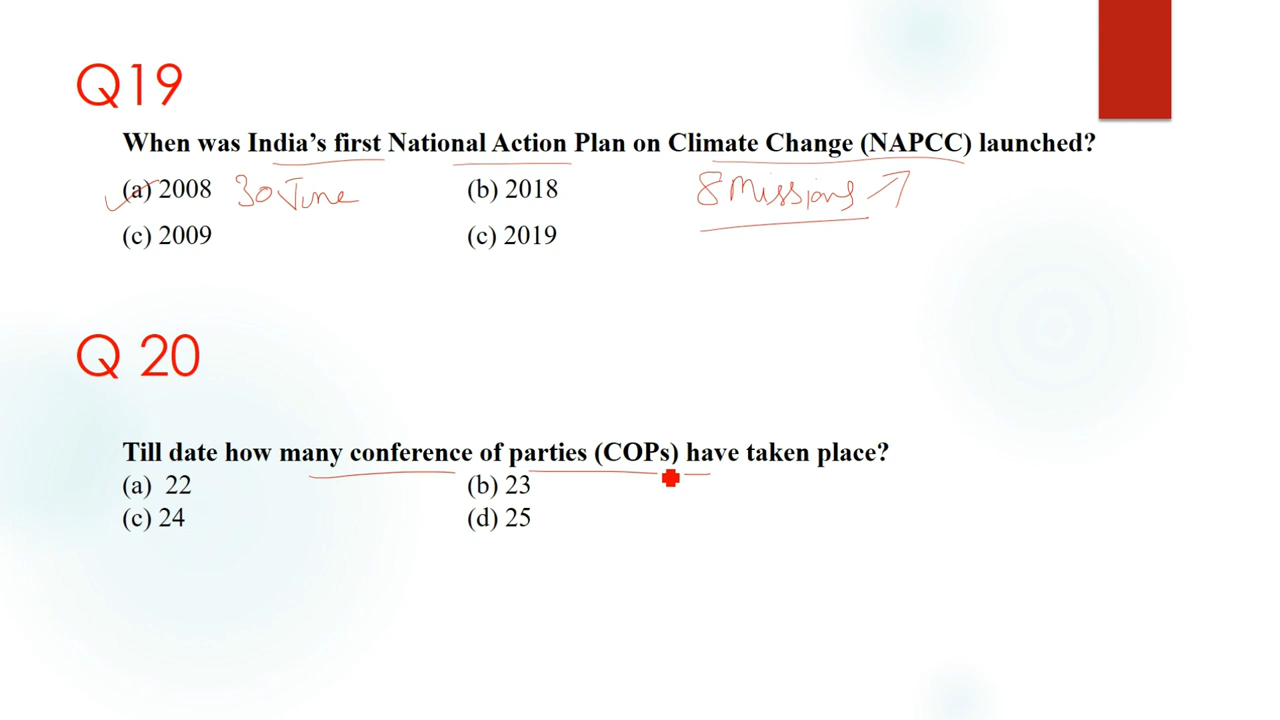 Q19
When was India’s first National Action Plan on Climate Change (NAPCC) launched?
(a) 2008 30 June (b) 2018 8 Missions
(c) 2009 (c) 2019
Q 20
Till date how many conference of parties (COPs) have taken place?
(a) 22 (b) 23
(c) 24 (d) 25